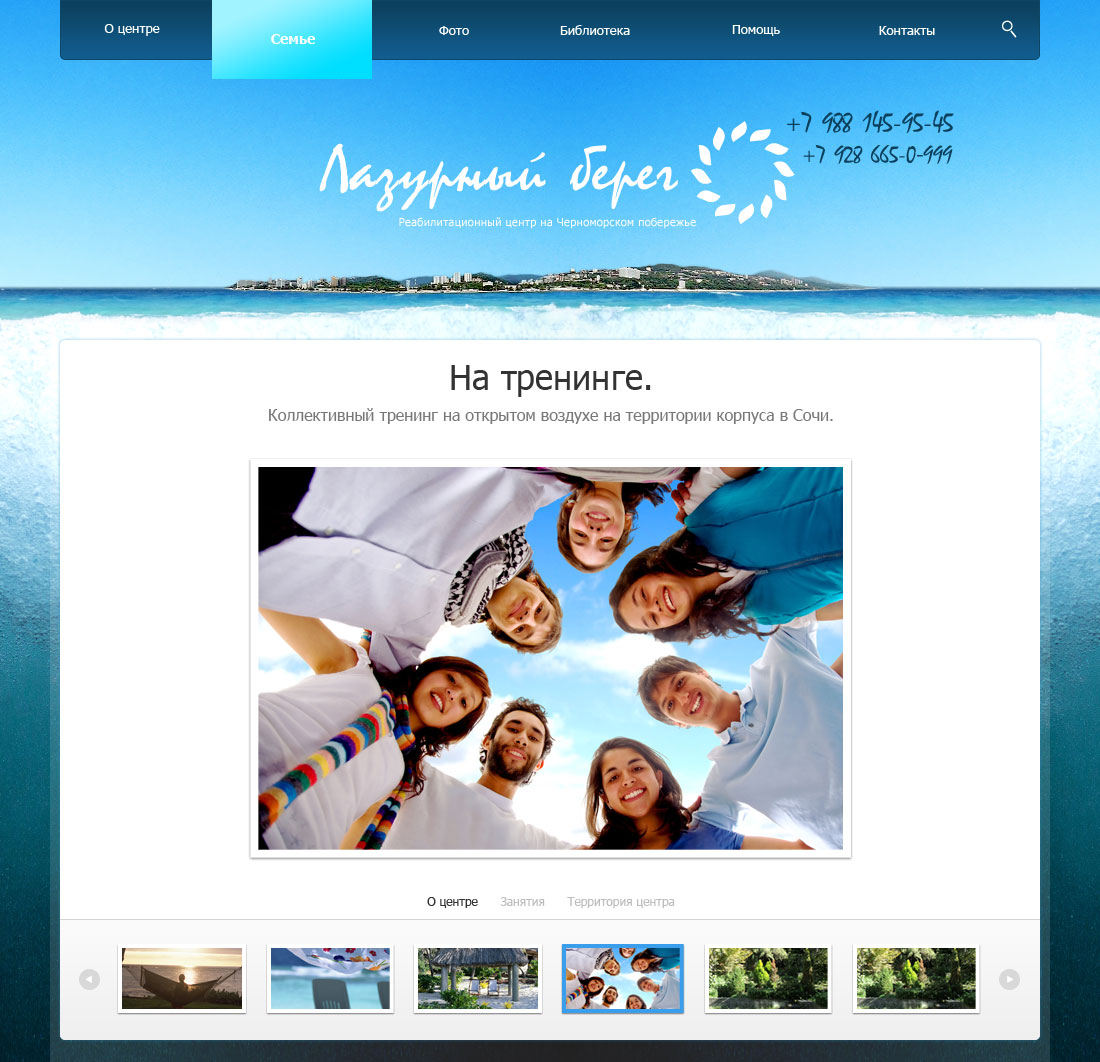 О центре
Семье
Фото
Библиотека
Помощь
Контакты
+7 988 145-95-45
+7 928 665-0-999
Лазурный берег
Реабилитационный центр на Черноморском побережье
На тренинге.
Коллективный тренинг на открытом воздухе на территории корпуса в Сочи.
О центре Занятия Территория центра